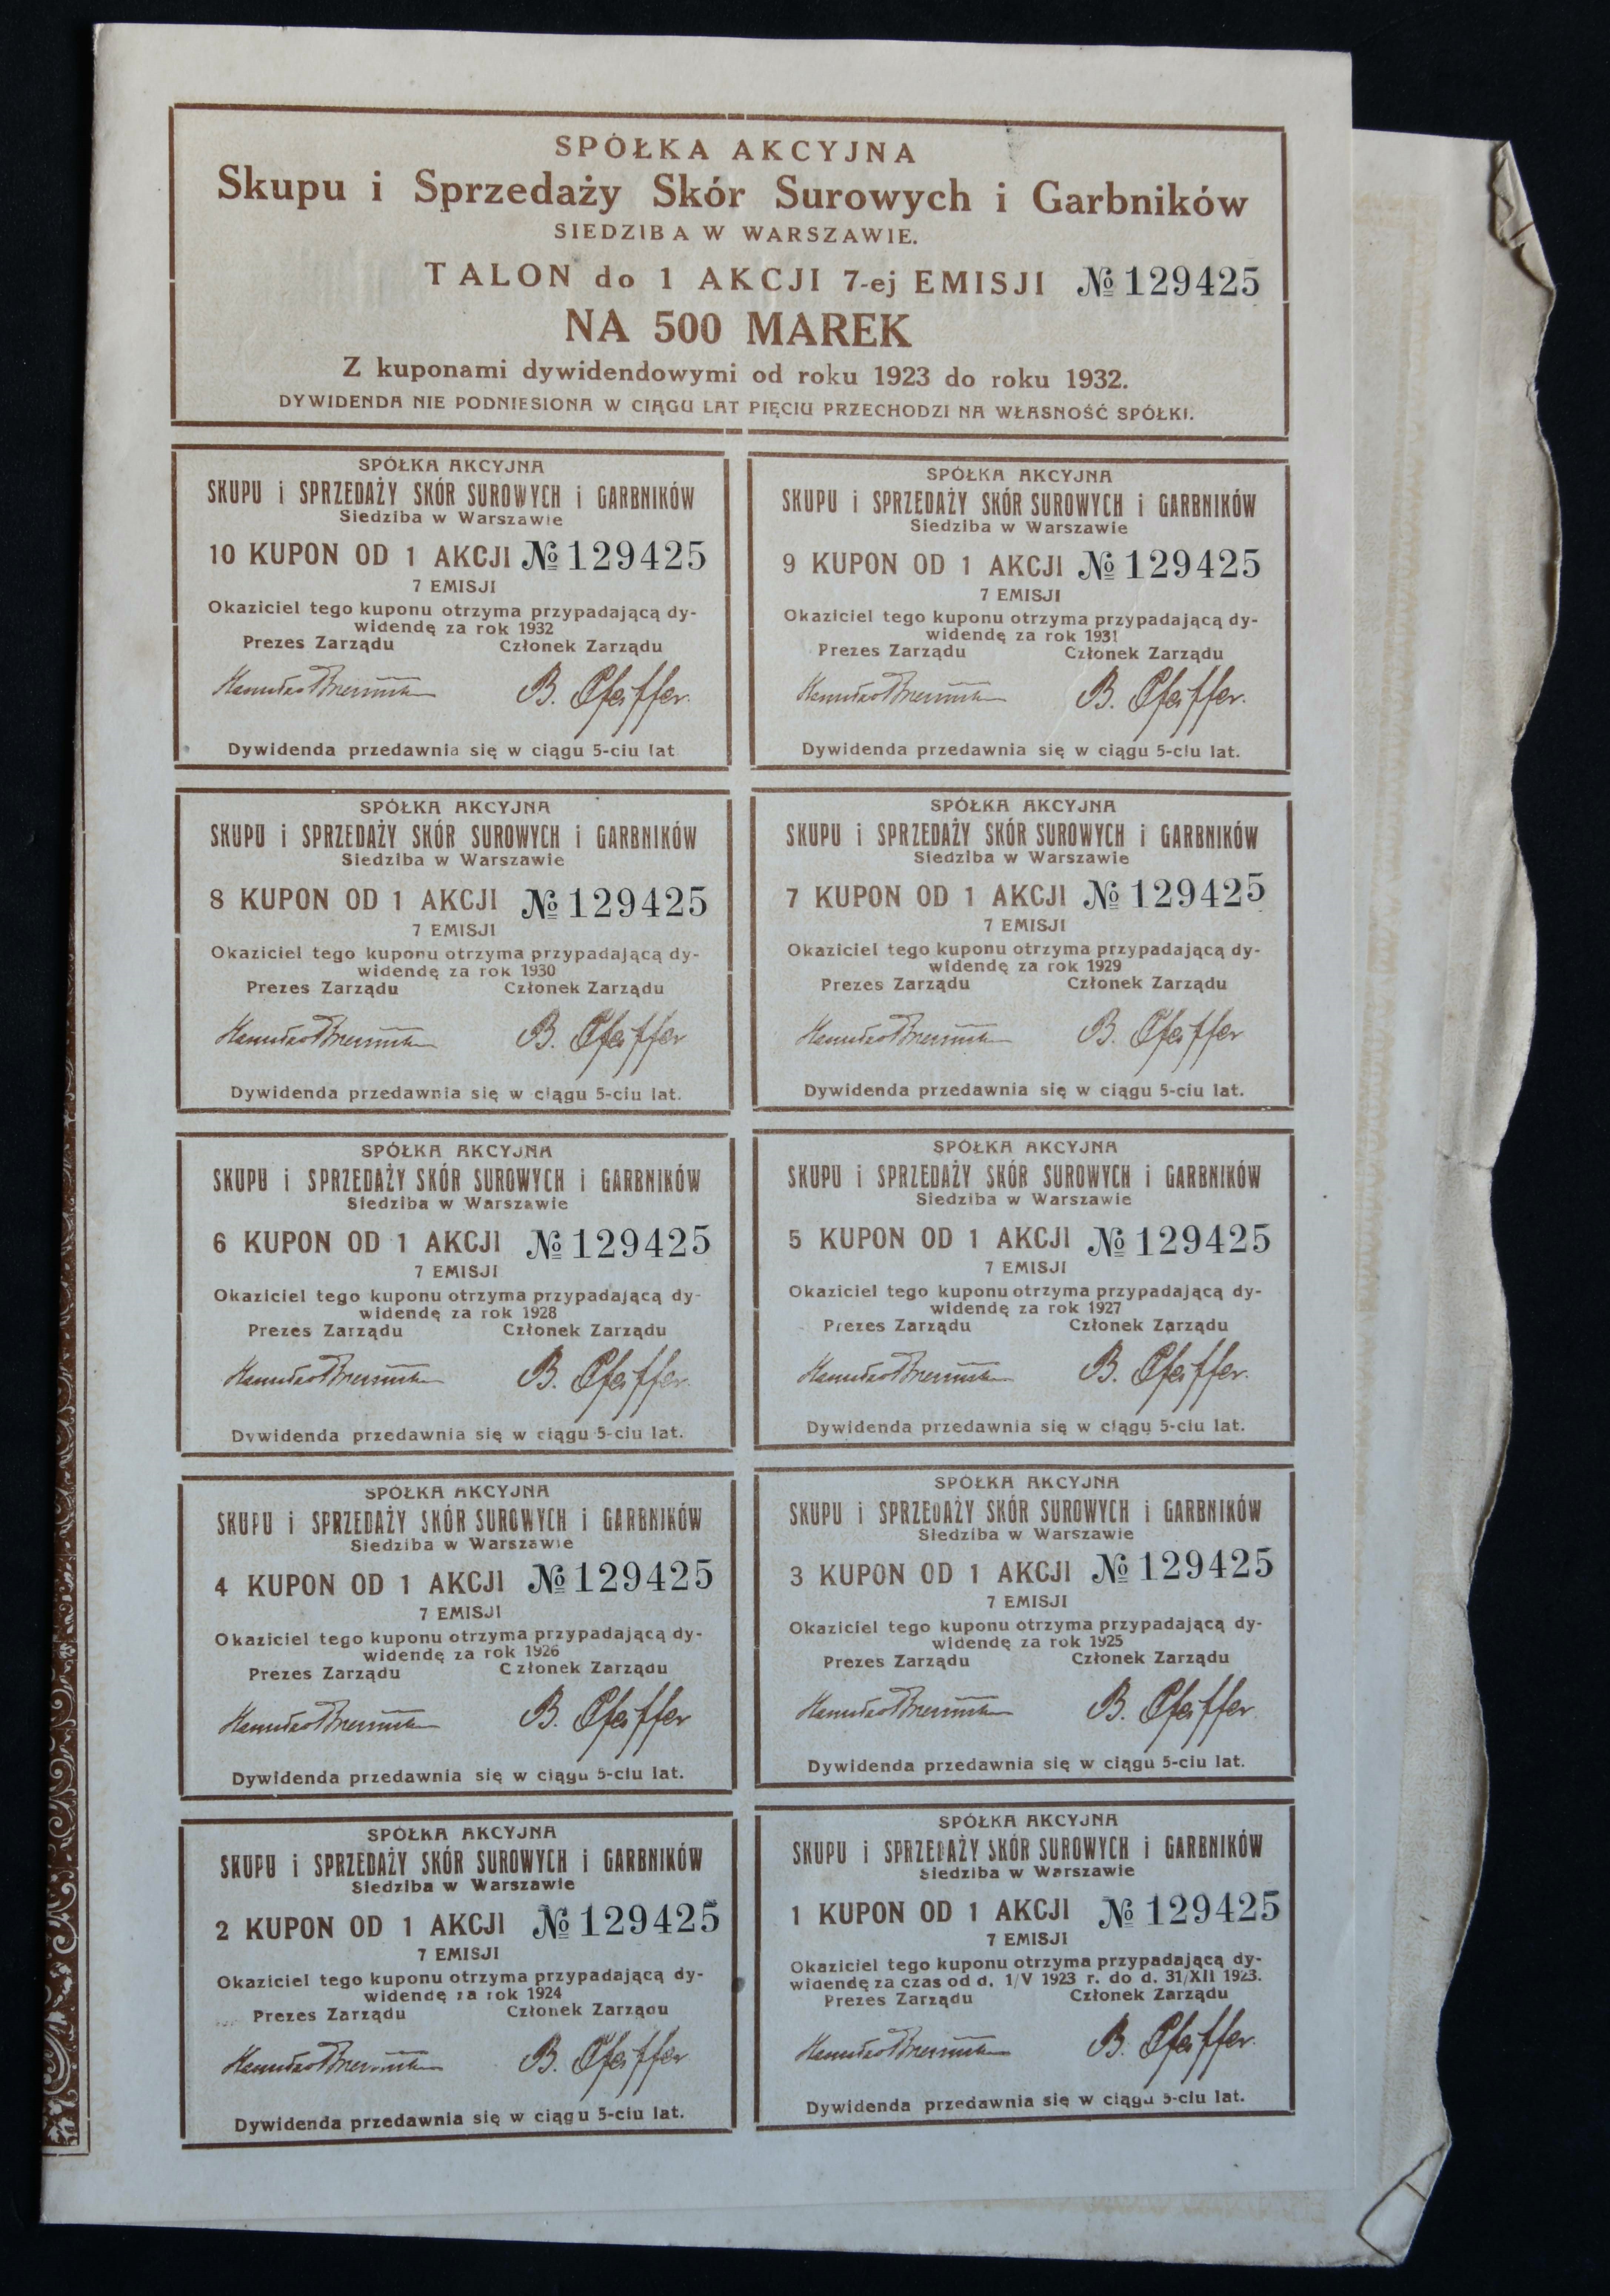 SPÓŁKA AKCYJNA
Skupu i Sprzedaży Skór Surowych i Garbników
SIEDZIBA W WARSZAWIE.
TALON do 1 AKCJI 7-ej EMISJI № 129425
NA 500 MAREK
Z kuponami dywidendowymi od roku 1923 do roku 1932.
DYWIDENDA NIE PODNIESIONA W CIĄGU LAT PIĘCIU PRZECHODZI NA WŁASNOŚĆ SPÓŁKI.
SPÓŁKA AKCYJNA
SKUPU i SPRZEDAŻY SKÓR SUROWYCH i GARBNIKÓW
Siedziba w Warszawie
10 KUPON OD 1 AKCJI № 129425
7 EMISJI
Okaziciel tego kuponu otrzyma przypadającą dy-
widendę za rok 1932
Prezes Zarządu Członek Zarządu
B. Pfeiffer.
Dywidenda przedawnia się w ciągu 5-ciu lat
SPÓŁKA AKCYJNA
SKUPU i SPRZEDAŻY SKÓR SUROWYCH i GARBNIKÓW
Siedziba w Warszawie
9 KUPON OD 1 AKCJI № 129425
7 EMISJI
Okaziciel tego kuponu otrzyma przypadającą dy-
widendę za rok 1931
Prezes Zarządu Członek Zarządu
B. Pfeiffer.
Dywidenda przedawnia się w ciągu 5-ciu lat.
SPÓŁKA AKCYJNA
SKUPU i SPRZEDAŻY SKÓR SUROWYCH i GARBNIKÓW
Siedziba w Warszawie
8 KUPON OD 1 AKCJI № 129425
7 EMISJI
Okaziciel tego kuponu otrzyma przypadającą dy-
widendę za rok 1930
Prezes Zarządu Członek Zarządu
B. Pfeiffer
Dywidenda przedawnia się w ciągu 5-ciu lat.
SPÓŁKA AKCYJNA
SKUPU i SPRZEDAŻY SKÓR SUROWYCH i GARBNIKÓW
Siedziba w Warszawie
7 KUPON OD 1 AKCJI № 129425
7 EMISJI
Okaziciel tego kuponu otrzyma przypadającą dy-
widendę za rok 1929
Prezes Zarządu Członek Zarządu
B. Pfeiffer
Dywidenda przedawnia się w ciągu 5-ciu lat.
SPÓŁKA AKCYJNA
SKUPU i SPRZEDAŻY SKÓR SUROWYCH i GARBNIKÓW
Siedziba w Warszawie
6 KUPON OD 1 AKCJI № 129425
7 EMISJI
Okaziciel tego kuponu otrzyma przypadającą dy-
widendę za rok 1928
Prezes Zarządu Członek Zarządu
B. Pfeiffer.
Dywidenda przedawnia się w ciągu 5-ciu lat.
SPÓŁKA AKCYJNA
SKUPU i SPRZEDAŻY SKÓR SUROWYCH i GARBNIKÓW
Siedziba w Warszawie
5 KUPON OD 1 AKCJI № 129425
7 EMISJI
Okaziciel tego kuponu otrzyma przypadającą dy-
widendę za rok 1927
Prezes Zarządu Członek Zarządu
B. Pfeiffer.
Dywidenda przedawnia się w ciągu 5-ciu lat.
SPÓŁKA AKCYJNA
SKUPU i SPRZEDAŻY SKÓR SUROWYCH i GARBNIKÓW
Siedziba w Warszawie
4 KUPON OD 1 AKCJI № 129425
7 EMISJI
Okaziciel tego kuponu otrzyma przypadającą dy-
widendę za rok 1926
Prezes Zarządu Członek Zarządu
B. Pfeiffer
Dywidenda przedawnia się w ciągu 5-ciu lat.
SPÓŁKA AKCYJNA
SKUPU i SPRZEDAŻY SKÓR SUROWYCH i GARBNIKÓW
Siedziba w Warszawie
3 KUPON OD 1 AKCJI № 129425
7 EMISJI
Okaziciel tego kuponu otrzyma przypadającą dy-
widendę za rok 1925
Prezes Zarządu Członek Zarządu
B. Pfeiffer.
Dywidenda przedawnia się w ciągu 5-ciu lat.
SPÓŁKA AKCYJNA
SKUPU i SPRZEDAŻY SKÓR SUROWYCH i GARBNIKÓW
Siedziba w Warszawie
2 KUPON OD 1 AKCJI № 129425
7 EMISJI
Okaziciel tego kuponu otrzyma przypadającą dy-
widendę za rok 1924
Prezes Zarządu Członek Zarządu
B. Pfeiffer
Dywidenda przedawnia się w ciągu 5-ciu lat.
SPÓŁKA AKCYJNA
SKUPU i SPRZEDAŻY SKÓR SUROWYCH i GARBNIKÓW
Siedziba w Warszawie
1 KUPON OD 1 AKCJI № 129425
7 EMISJI
Okaziciel tego kuponu otrzyma przypadającą dy-
widendę za czas od d. 1/V 1923 r. do d. 31/XII 1923.
Prezes Zarządu Członek Zarządu
B. Pfeiffer.
Dywidenda przedawnia się w ciągu 5-ciu lat.